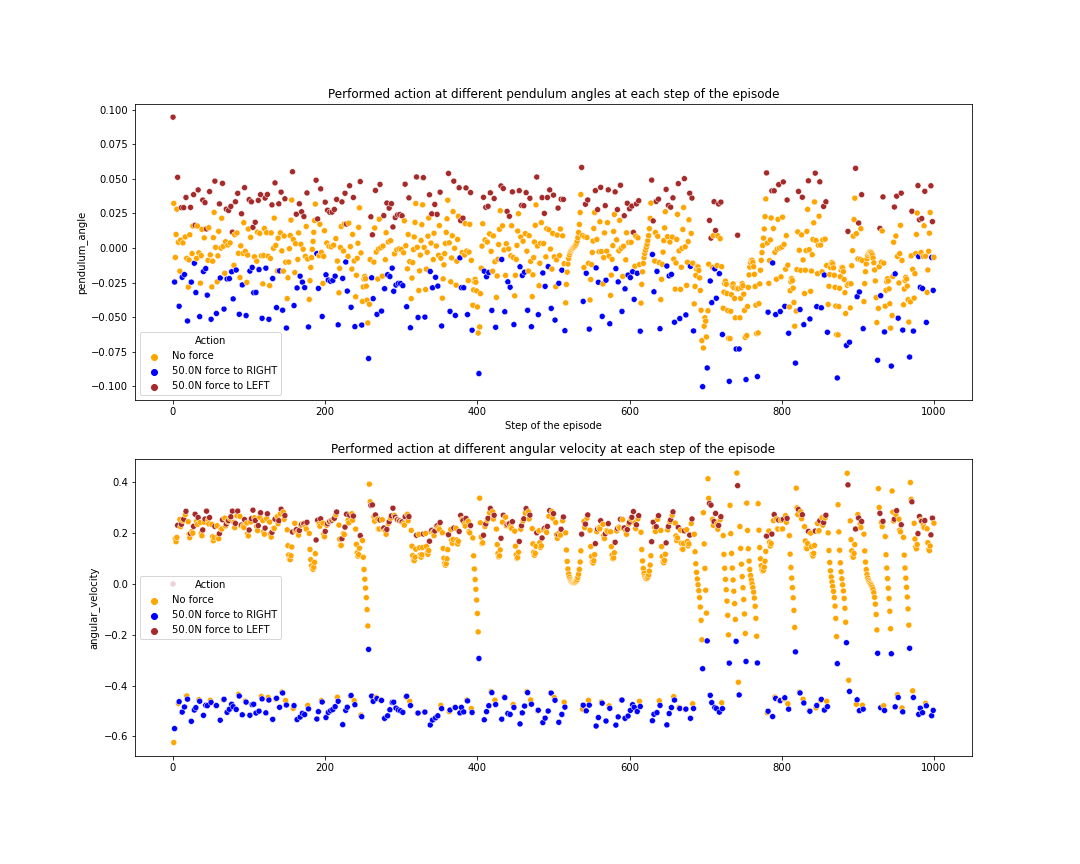 Performed action at different pendulum angles at each step of the episode
0.100
0.075
0.050
0.025
0.000
−0.025
−0.050
−0.075
−0.100
pendulum_angle
Action
No force
50.0N force to RIGHT
50.0N force to LEFT
0 200 400 600 800 1000
Step of the episode
Performed action at different angular velocity at each step of the episode
0.4
0.2
0.0
−0.2
−0.4
−0.6
angular_velocity
Action
No force
50.0N force to RIGHT
50.0N force to LEFT
0 200 400 600 800 1000